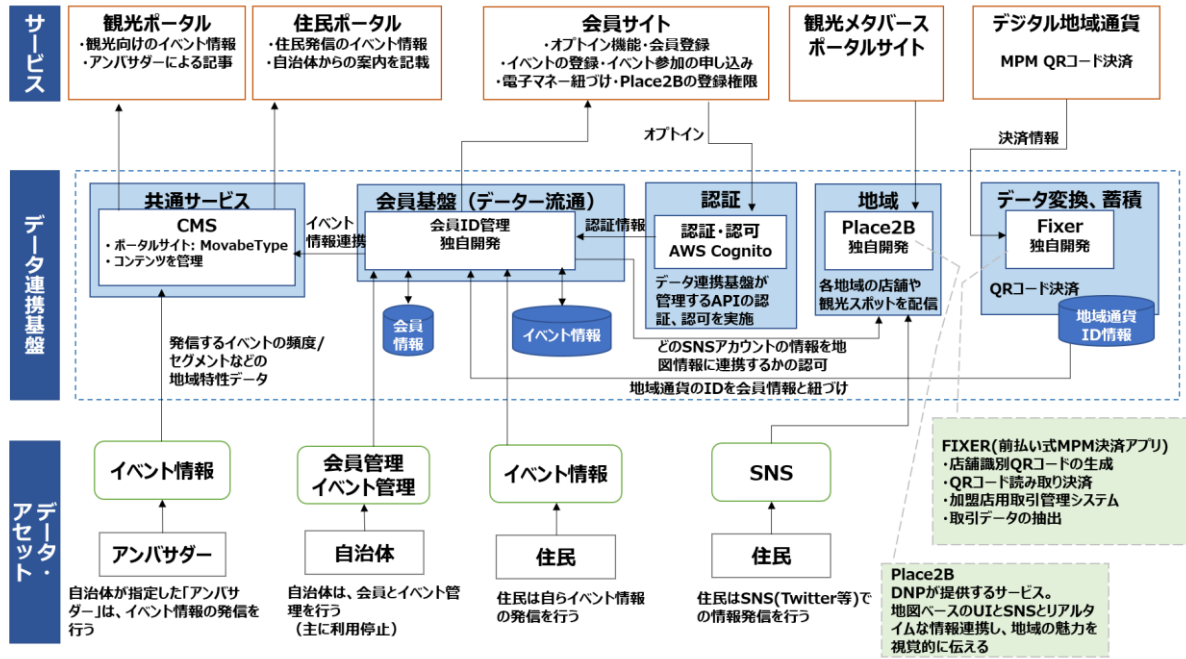 サービス
観光ポータル
・観光向けのイベント情報
・アンバサダーによる記事
住民ポータル
・住民発信のイベント情報
・自治体からの案内を記載
会員サイト
・オプトイン機能・会員登録
・イベントの登録・イベント参加の申し込み
・電子マネー紐づけ・Place2Bの登録権限
観光メタバース
ポータルサイト
デジタル地域通貨
MPM QRコード決済
オプトイン
決済情報
データ連携基盤
共通サービス
CMS
・ポータルサイト: MovabeType
・コンテンツを管理
イベント
情報連携
会員基盤（データー流通）
会員ID管理
独自開発
会員
情報
イベント情報
認証情報
認証
認証・認可
AWS Cognito
データ連携基盤が
管理するAPIの認
証、認可を実施
地域
Place2B
独自開発
各地域の店舗や
観光スポットを配信
データ変換、蓄積
Fixer
独自開発
QRコード決済
地域通貨
ID情報
発信するイベントの頻度/
セグメントなどの
地域特性データ
どのSNSアカウントの情報を地
図情報に連携するかの認可
地域通貨のIDを会員情報と紐づけ
データ・
アセット
イベント情報
アンバサダー
自治体が指定した「アンバサ
ダー」は、イベント情報の発信を
行う
会員管理
イベント管理
自治体
自治体は、会員とイベント管
理を行う
（主に利用停止）
イベント情報
住民
住民は自らイベント情報
の発信を行う
SNS
住民
住民はSNS(Twitter等)で
の情報発信を行う
FIXER(前払い式MPM決済アプリ)
・店舗識別QRコードの生成
・QRコード読み取り決済
・加盟店用取引管理システム
・取引データの抽出
Place2B
DNPが提供するサービス。
地図ベースのUIとSNSとリアルタ
イムな情報連携し、地域の魅力を
視覚的に伝える